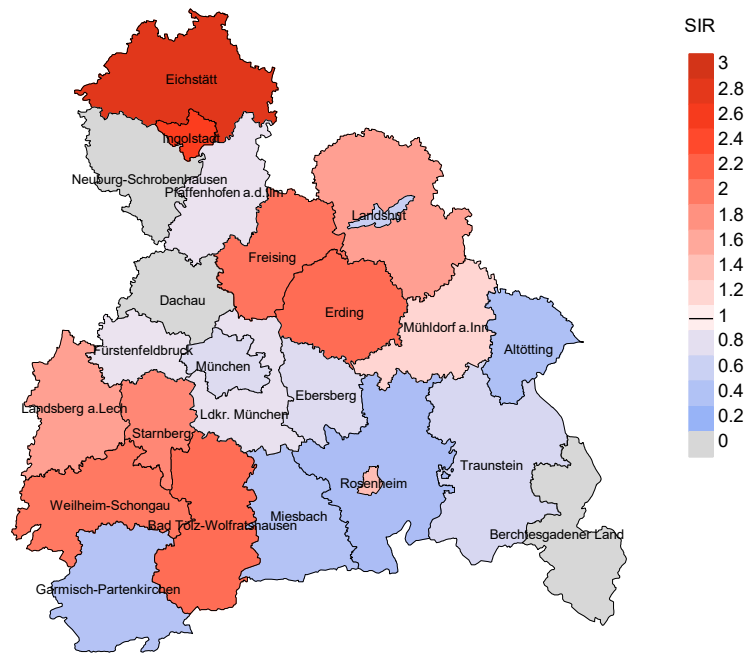 SIR
3
2.8
2.6
2.4
2.2
2
1.8
1.6
1.4
1.2
1
0.8
0.6
0.4
0.2
0
Eichstätt
Ingolstadt
Neuburg-Schrobenhausen
Pfaffenhofen a.d.Ilm
Landshut
Freising
Dachau
Erding
Mühldorf a.Inn
Altötting
Fürstenfeldbruck
München
Ebersberg
Landsberg a.Lech
Ldkr. München
Starnberg
Traunstein
Rosenheim
Weilheim-Schongau
Miesbach
Bad Tölz-Wolfratshausen
Berchtesgadener Land
Garmisch-Partenkirchen